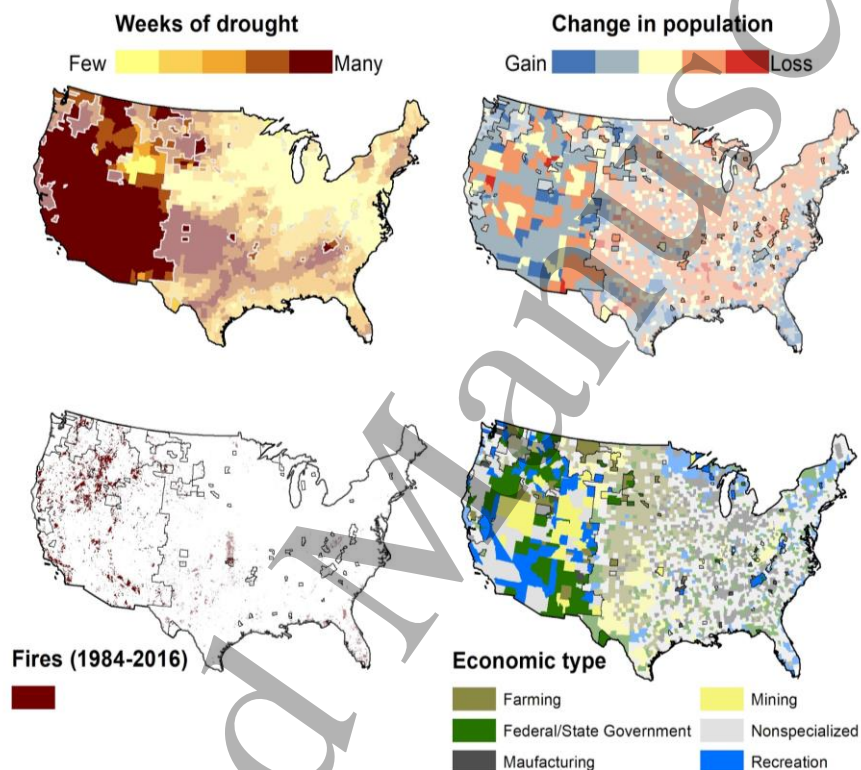 Weeks of drought
Few Many
Change in population
Gain Loss
Fires (1984-2016)
Economic type
Farming
Mining
Federal/State Government
Nonspecialized
Maufacturing
Recreation
d Manusc